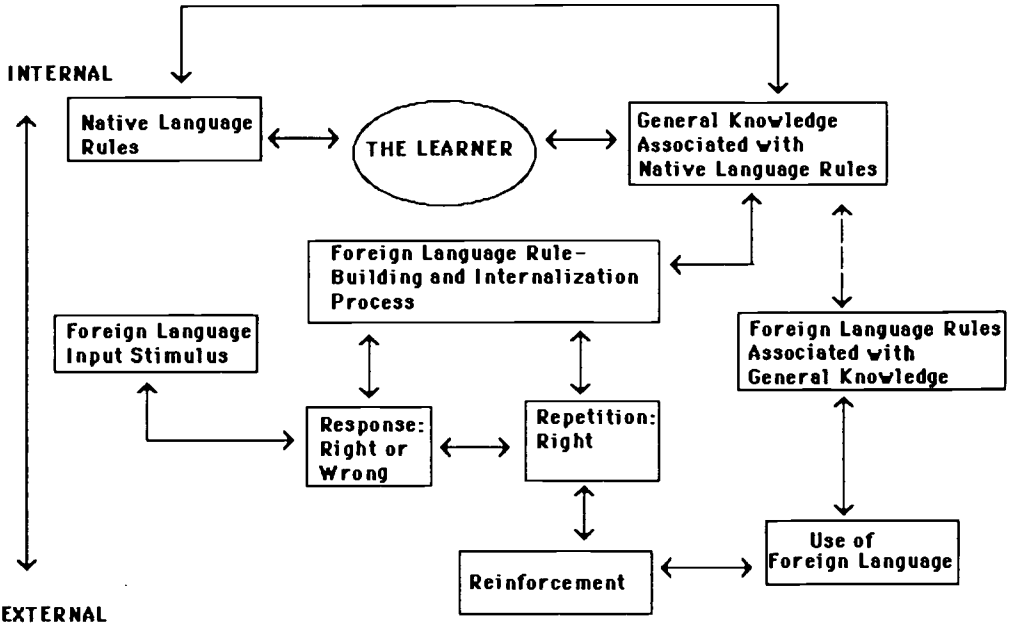 INTERNAL
Native Language
Rules
THE LEARNER
General Knowledge
Associated with
Native Language Rules
Foreign Language Rule-
Building and Internalization
Process
Foreign Language
Input Stimulus
Foreign Language Rules
Associated with
General Knowledge
Response:
Right or
Wrong
Repetition:
Right
Use of
Foreign Language
Reinforcement
EXTERNAL